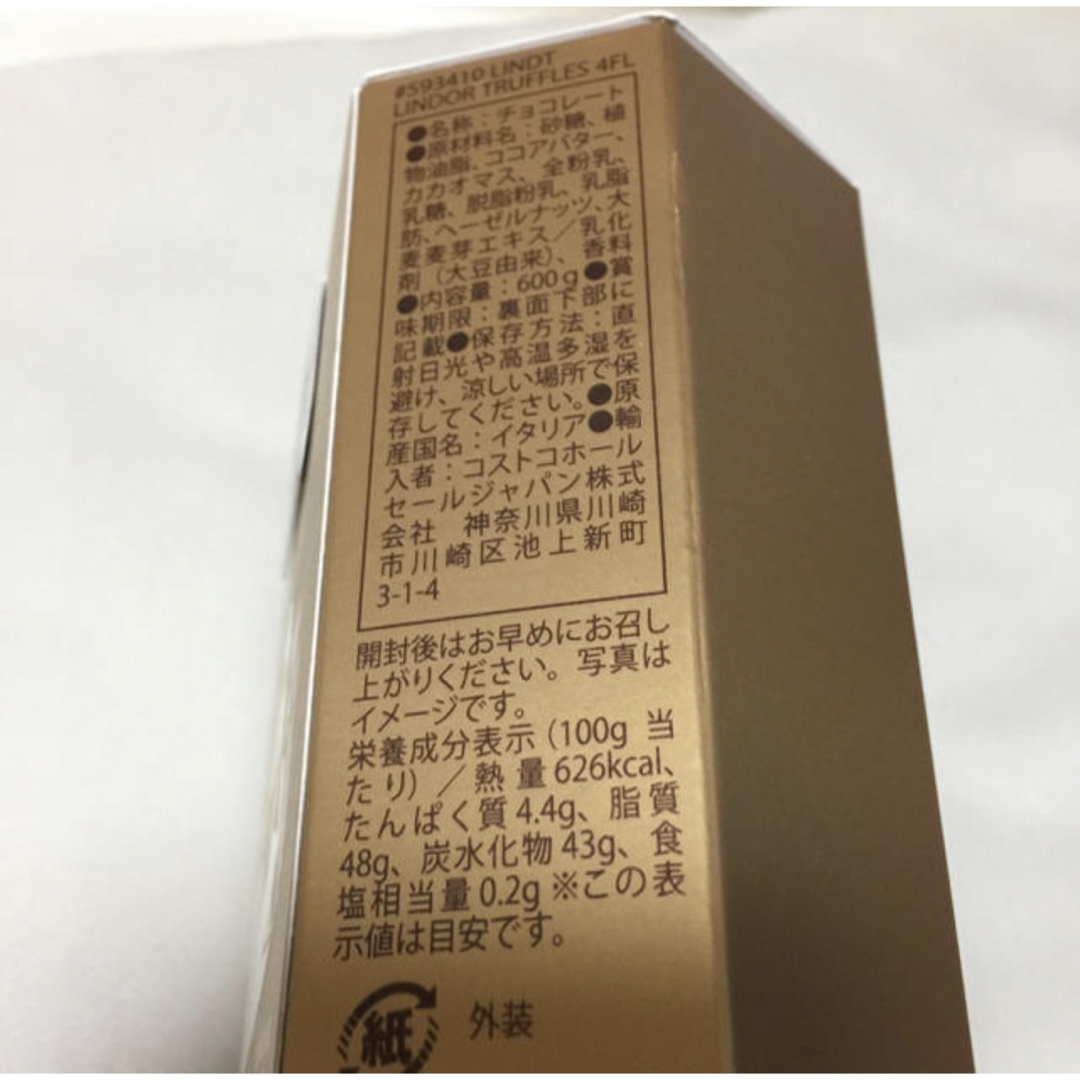 #593410 LINDT
LINDOR TRUFFLES 4FL
●名称：チョコレート
●原材料名：砂糖、植
物油脂、ココアバター、
カカオマス、全粉乳、
乳糖、脱脂粉乳、乳脂
肪、ヘーゼルナッツ、大
麦麦芽エキス／乳化
剤（大豆由来）、香料
●内容量：600g●賞
味期限：裏面下部に
記載●保存方法：直
射日光や高温多湿を
避け、涼しい場所で保
存してください。●原
産国名：イタリア●輸
入者：コストコホール
セールジャパン株式
会社　神奈川県川崎
市川崎区池上新町
3-1-4
開封後はお早めにお召し
上がりください。写真は
イメージです。
栄養成分表示（100g 当
たり）／熱量626kcal、
たんぱく質4.4g、脂質
48g、炭水化物43g、食
塩相当量0.2g ※この表
示値は目安です。
紙 外装